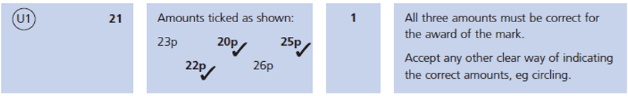 U1 21 Amounts ticked as shown: 1 All three amounts must be correct for
the award of the mark.
23p 20p✓ 25p✓
Accept any other clear way of indicating
22p✓ 26p
the correct amounts, eg circling.